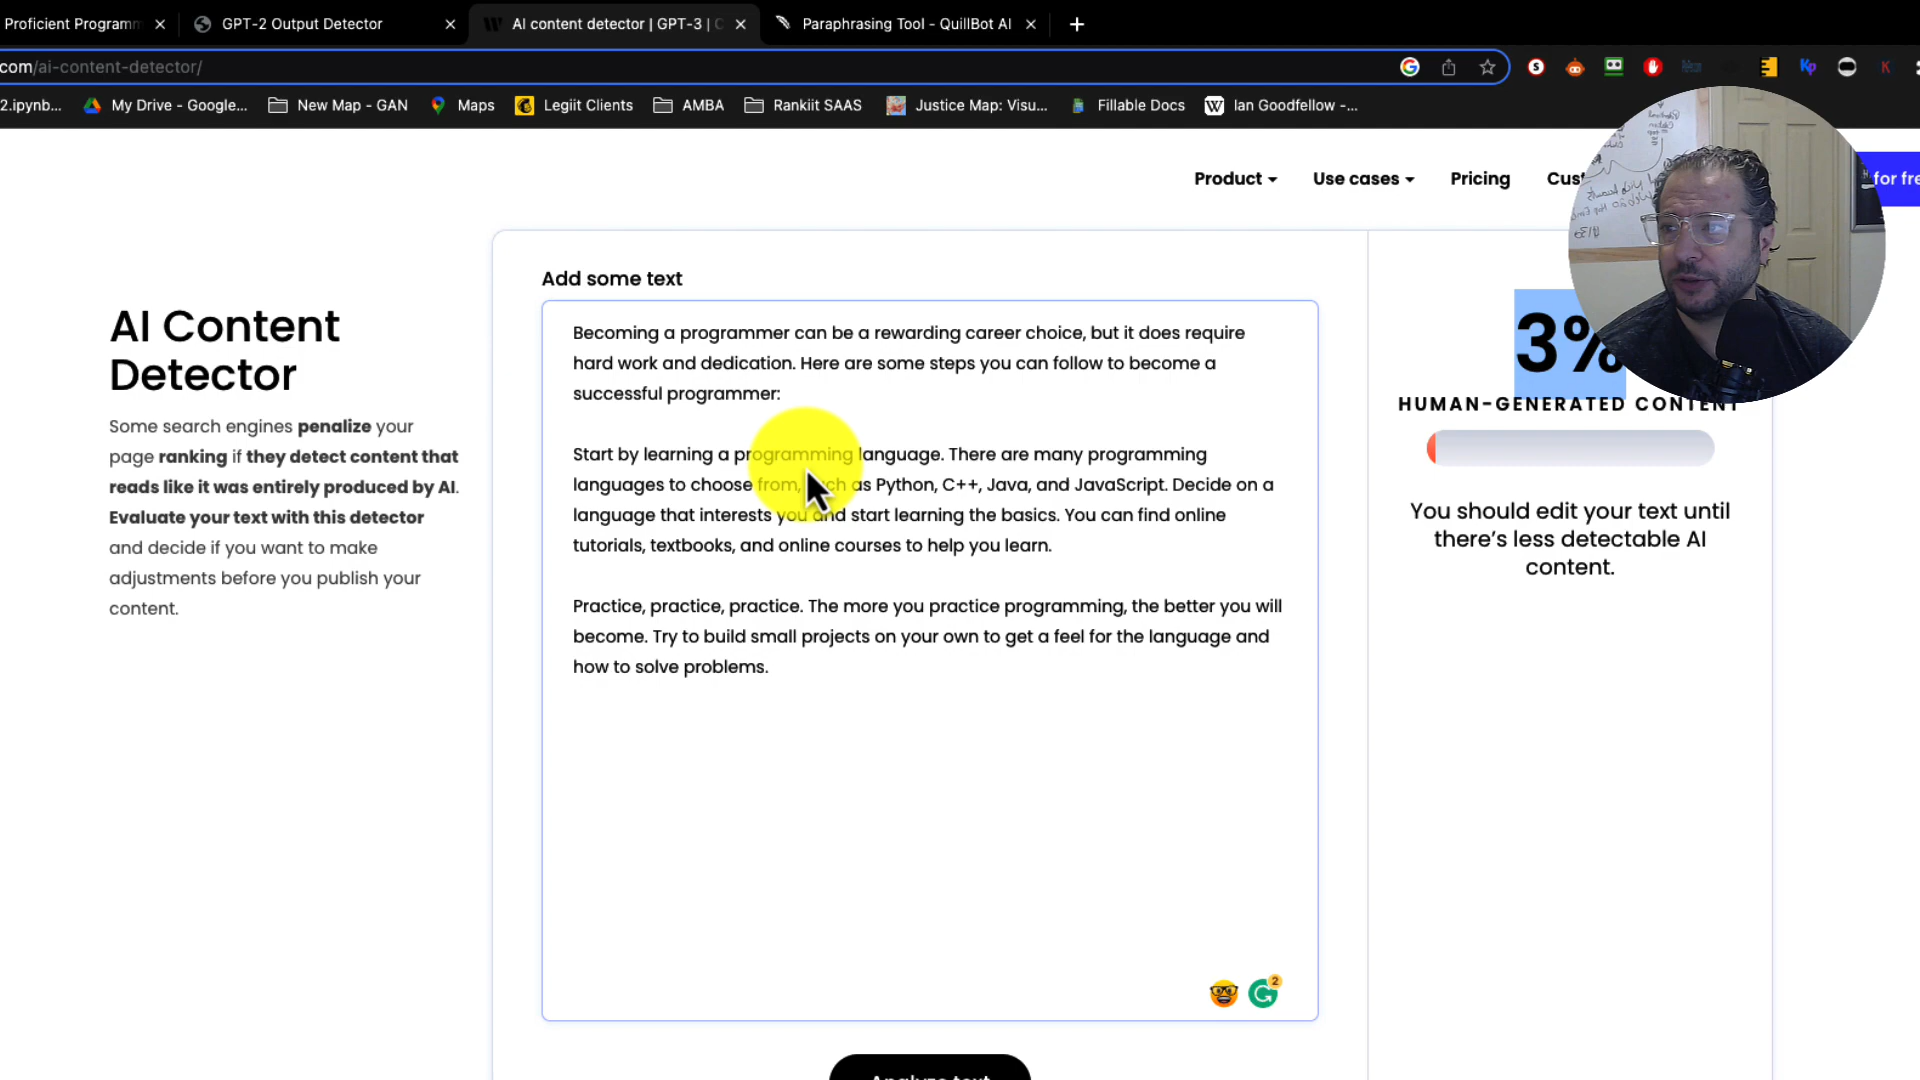 Proficient Programm
GPT-2 Output Detector
AI content detector | GPT-3 | C
Paraphrasing Tool - QuillBot AI
com/ai-content-detector/
2.ipynb...
My Drive - Google...
New Map - GAN
Maps
Legiit Clients
AMBA
Rankiit SAAS
Justice Map: Visu...
Fillable Docs
Ian Goodfellow -...
Product
Use cases
Pricing
Cust
for fre
AI Content
Detector
Some search engines penalize your
page ranking if they detect content that
reads like it was entirely produced by AI.
Evaluate your text with this detector
and decide if you want to make
adjustments before you publish your
content.
Add some text
Becoming a programmer can be a rewarding career choice, but it does require
hard work and dedication. Here are some steps you can follow to become a
successful programmer:
Start by learning a programming language. There are many programming
languages to choose from, such as Python, C++, Java, and JavaScript. Decide on a
language that interests you and start learning the basics. You can find online
tutorials, textbooks, and online courses to help you learn.
Practice, practice, practice. The more you practice programming, the better you will
become. Try to build small projects on your own to get a feel for the language and
how to solve problems.
2
3%
HUMAN-GENERATED CONTENT
You should edit your text until
there's less detectable AI
content.
Analyze text